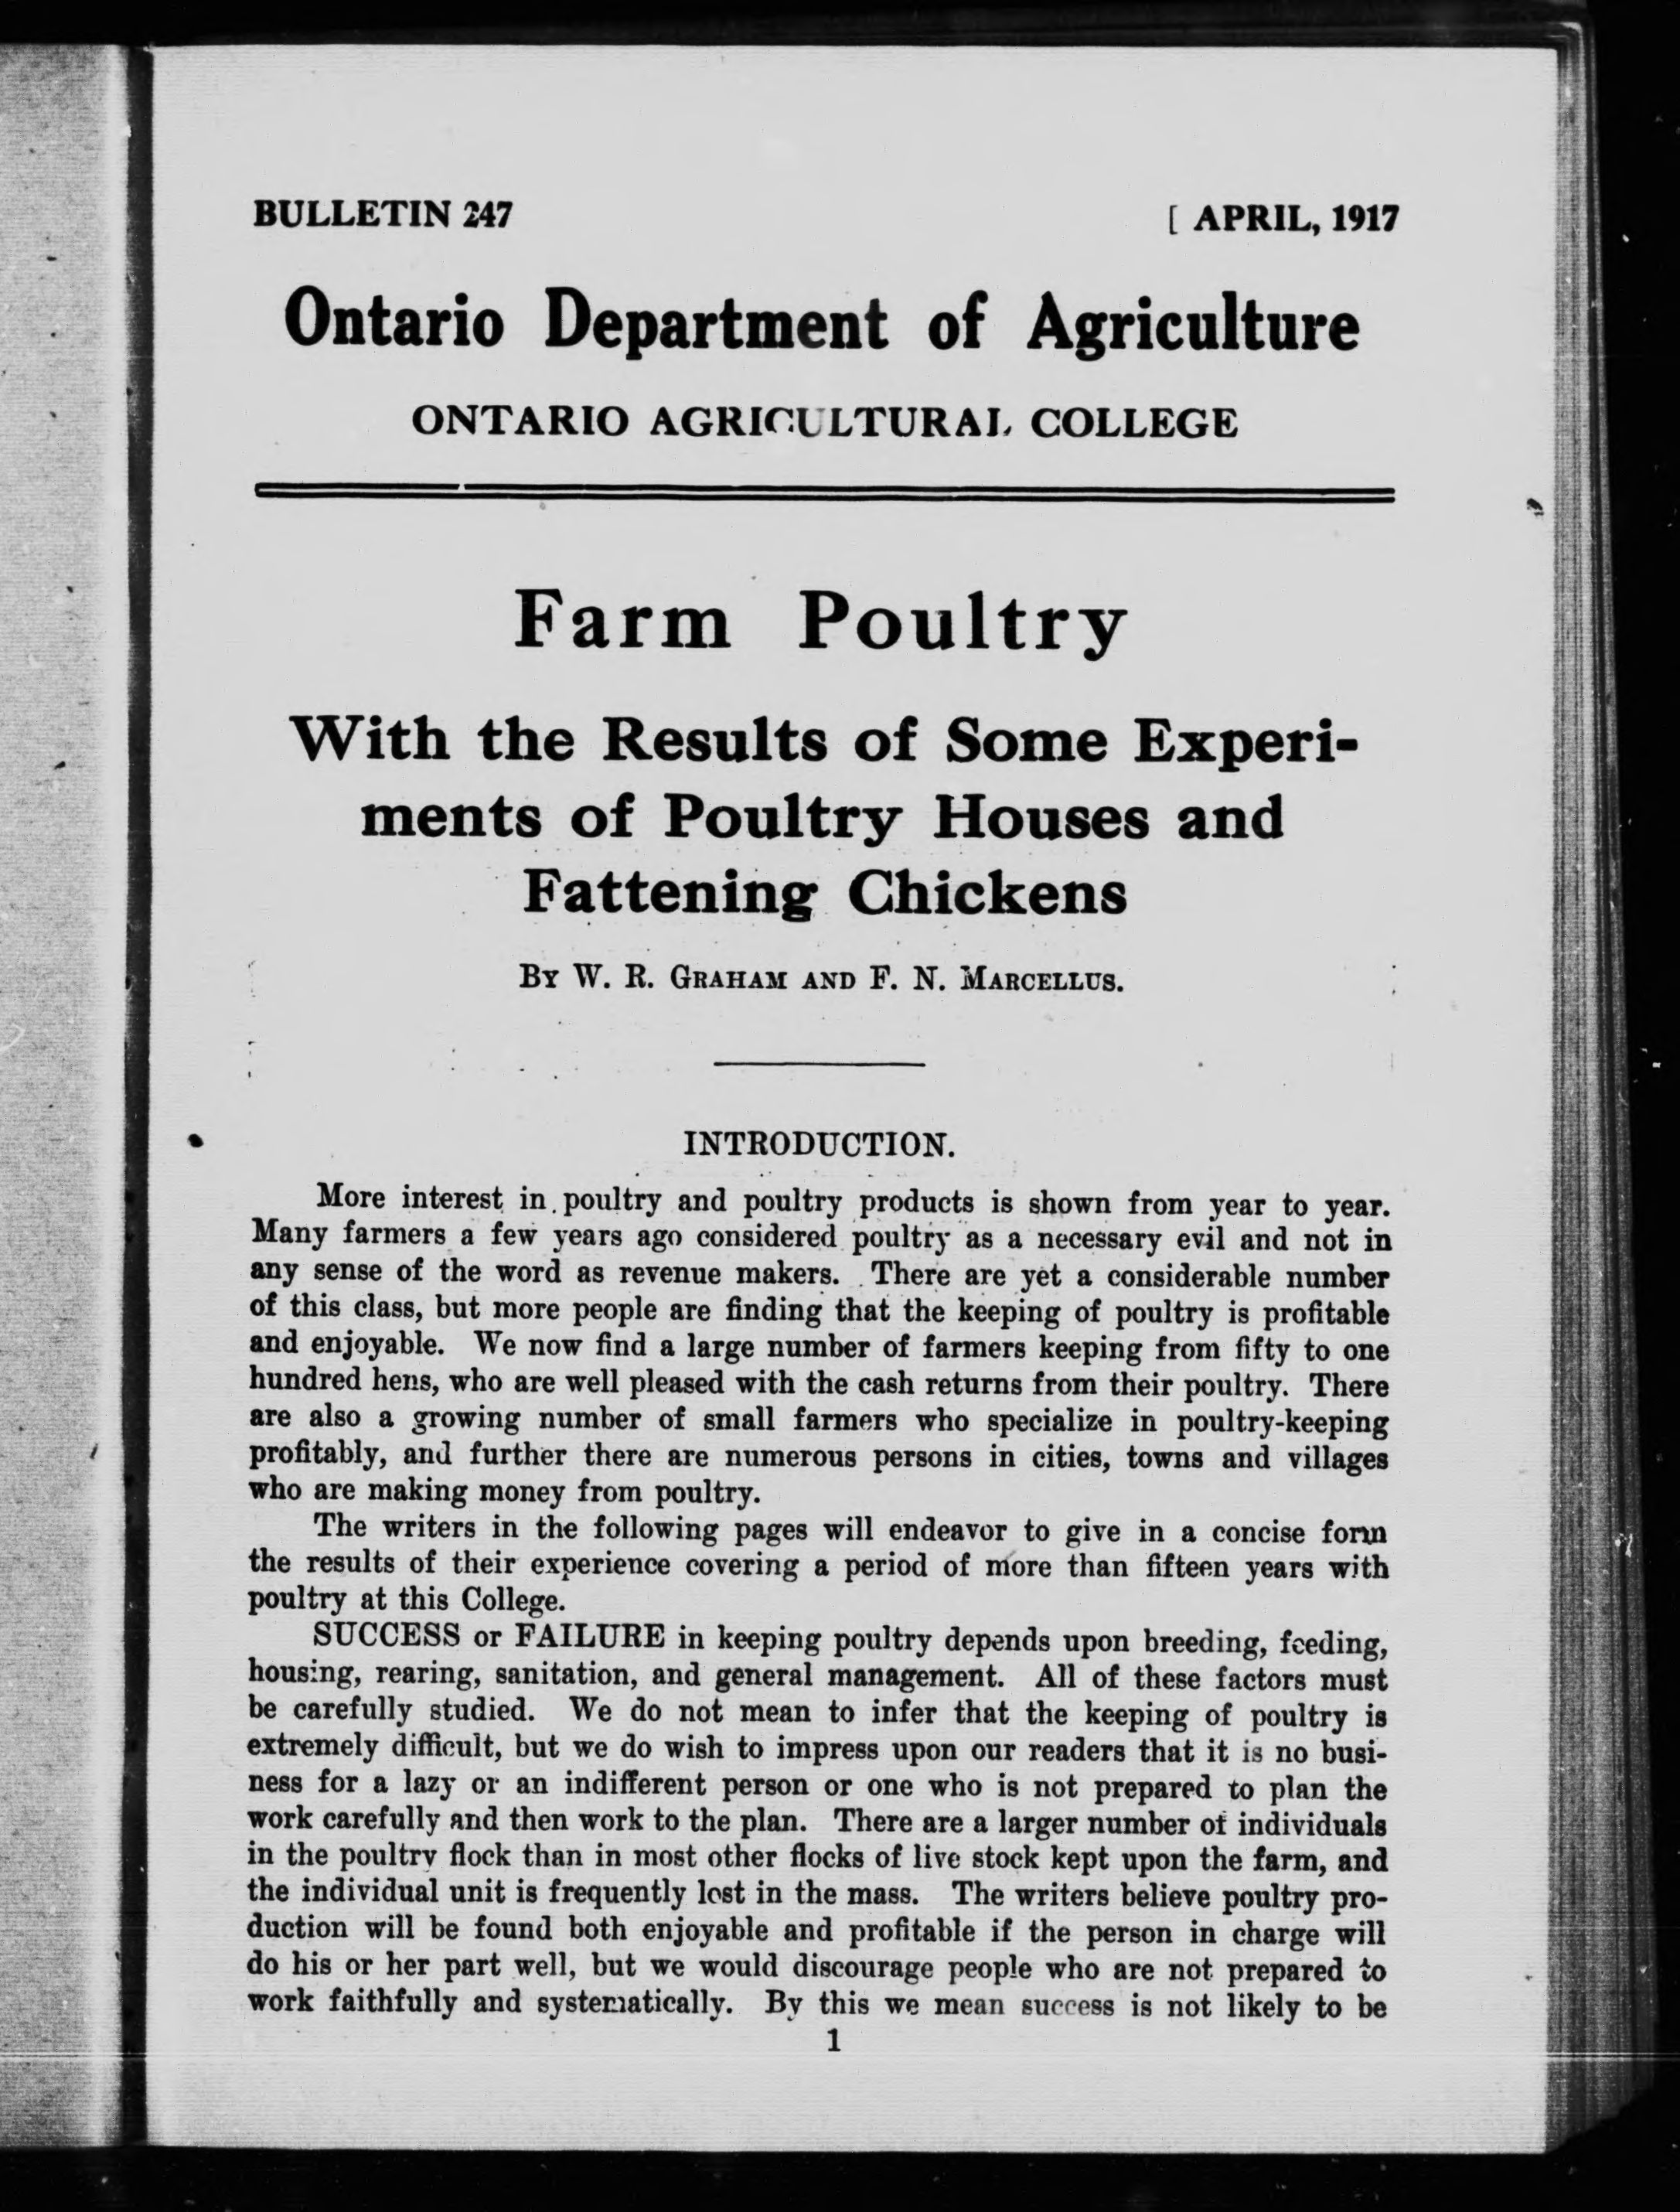 BULLETIN 247 [ APRIL, 1917
Ontario Department of Agriculture
ONTARIO AGRICULTURAL COLLEGE
Farm Poultry
With the Results of Some Experi-
ments of Poultry Houses and
Fattening Chickens
BY W. R. GRAHAM AND F. N. MARCELLUS.
INTRODUCTION.
More interest in poultry and poultry products is shown from year to year.
Many farmers a few years ago considered poultry as a necessary evil and not in
any sense of the word as revenue makers. There are yet a considerable number
of this class, but more people are finding that the keeping of poultry is profitable
and enjoyable. We now find a large number of farmers keeping from fifty to one
hundred hens, who are well pleased with the cash returns from their poultry. There
are also a growing number of small farmers who specialize in poultry-keeping
profitably, and further there are numerous persons in cities, towns and villages
who are making money from poultry.
The writers in the following pages will endeavor to give in a concise form
the results of their experience covering a period of more than fifteen years with
poultry at this College.
SUCCESS or FAILURE in keeping poultry depends upon breeding, feeding,
housing, rearing, sanitation, and general management. All of these factors must
be carefully studied. We do not mean to infer that the keeping of poultry is
extremely difficult, but we do wish to impress upon our readers that it is no busi-
ness for a lazy or an indifferent person or one who is not prepared to plan the
work carefully and then work to the plan. There are a larger number of individuals
in the poultry flock than in most other flocks of live stock kept upon the farm, and
the individual unit is frequently lost in the mass. The writers believe poultry pro-
duction will be found both enjoyable and profitable if the person in charge will
do his or her part well, but we would discourage people who are not prepared to
work faithfully and systematically. By this we mean success is not likely to be
1